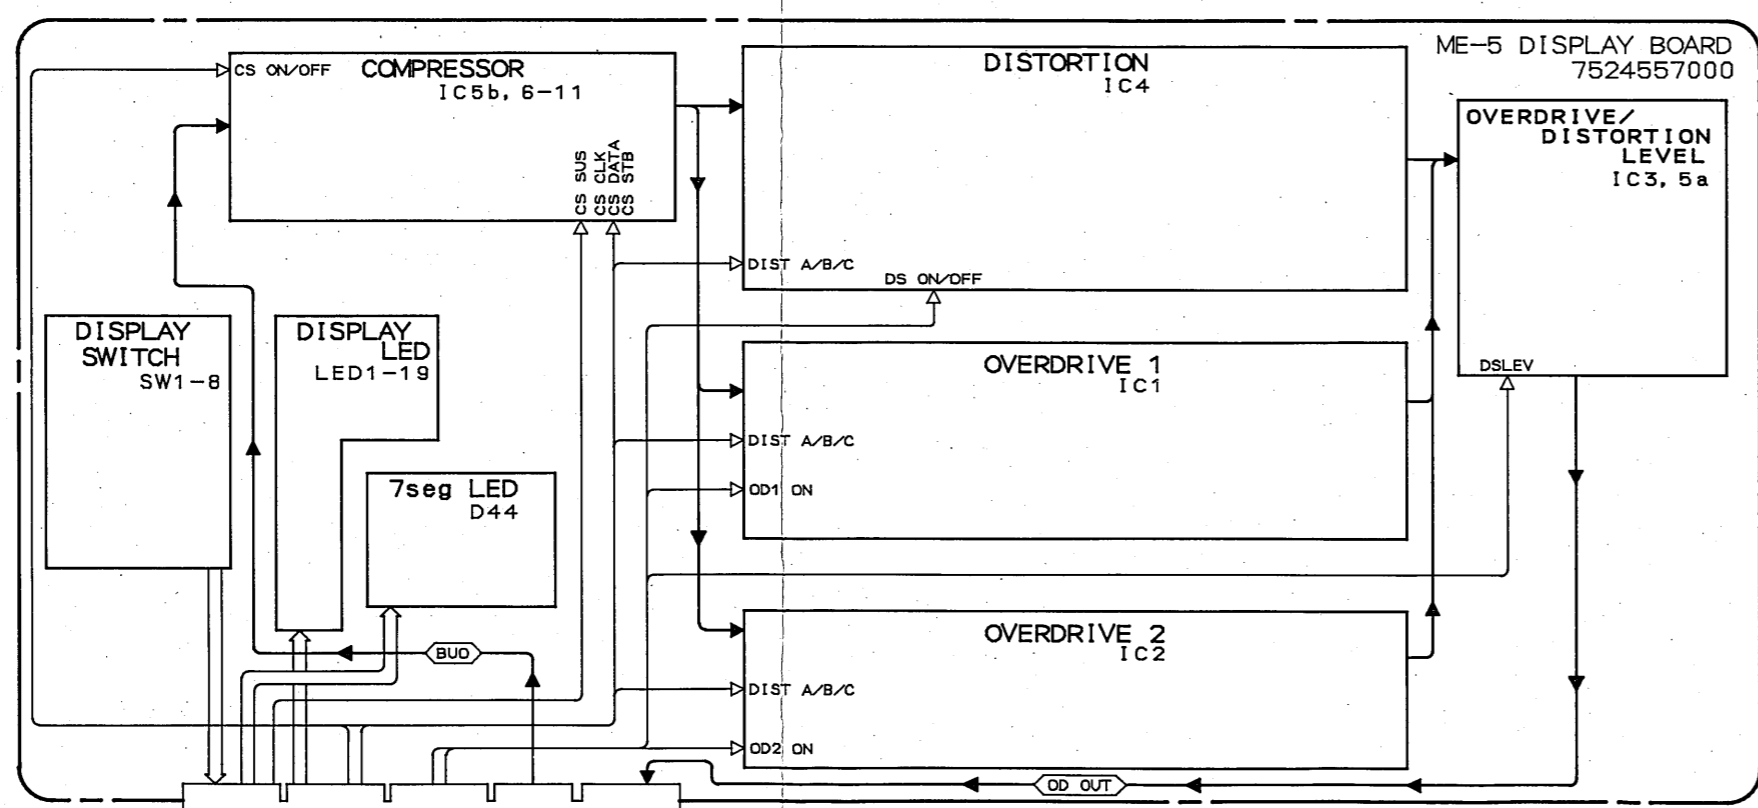 ME-5 DISPLAY BOARD
7524557000
CS ON/OFF
COMPRESSOR
IC5b, 6-11
CS SUS
CS CLK
CS DATA
CS STB
DISTORTION
IC4
DIST A/B/C
DS ON/OFF
OVERDRIVE/
DISTORTION
LEVEL
IC3, 5a
DSLEV
DISPLAY
SWITCH
SW1-8
DISPLAY
LED
LED1-19
7seg LED
D44
OVERDRIVE 1
IC1
DIST A/B/C
OD1 ON
BUO
OVERDRIVE 2
IC2
DIST A/B/C
OD2 ON
OD OUT